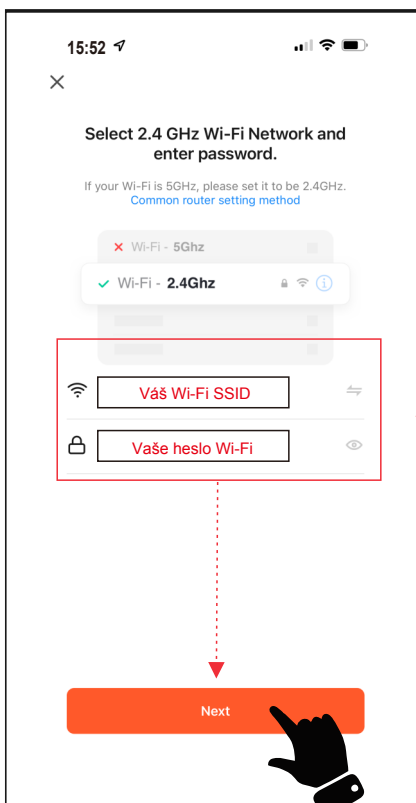 15:52
Select 2.4 GHz Wi-Fi Network and
enter password.
If your Wi-Fi is 5GHz, please set it to be 2.4GHz.
Common router setting method
Wi-Fi - 5Ghz
Wi-Fi - 2.4Ghz
Váš Wi-Fi SSID
Vaše heslo Wi-Fi
Next